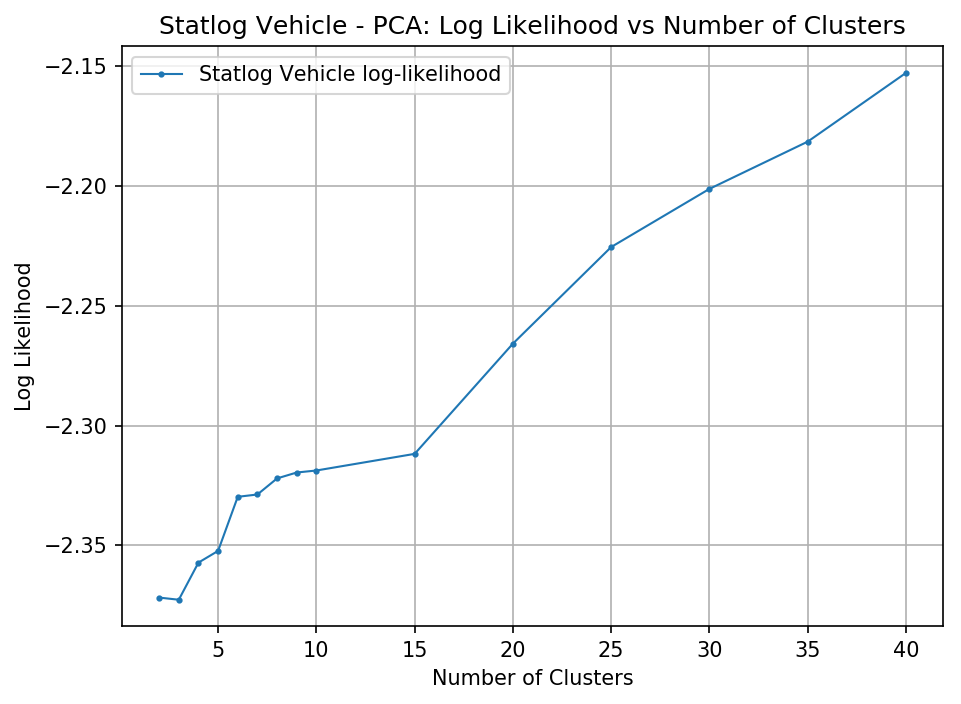 Statlog Vehicle - PCA: Log Likelihood vs Number of Clusters
Statlog Vehicle log-likelihood
−2.15
−2.20
−2.25
−2.30
−2.35
Log Likelihood
5 10 15 20 25 30 35 40
Number of Clusters